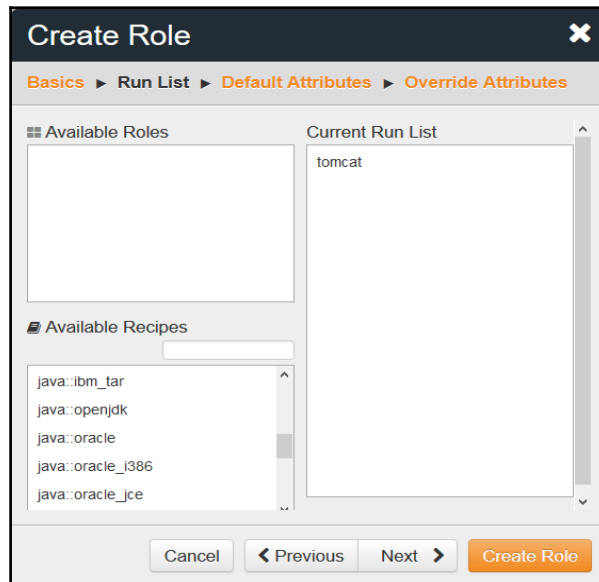 Create Role
Basics ► Run List ► Default Attributes ► Override Attributes
Available Roles
Current Run List
tomcat
Available Recipes
java::ibm_tar
java::openjdk
java::oracle
java::oracle_i386
java::oracle_jce
Cancel
Previous
Next
Create Role